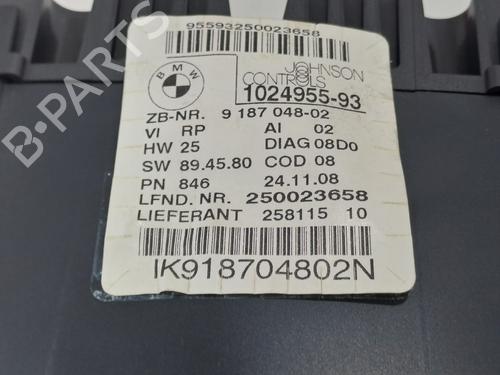 95593250023658
BMW
JOHNSON
CONTROLS
1024955-93
ZB-NR. 9 187 048-02
VI RP AI 02
HW 25 DIAG 08D0
SW 89.45.80 COD 08
PN 846 24.11.08
LFND. NR. 250023658
LIEFERANT 258115 10
IK918704802N
B-PARTS